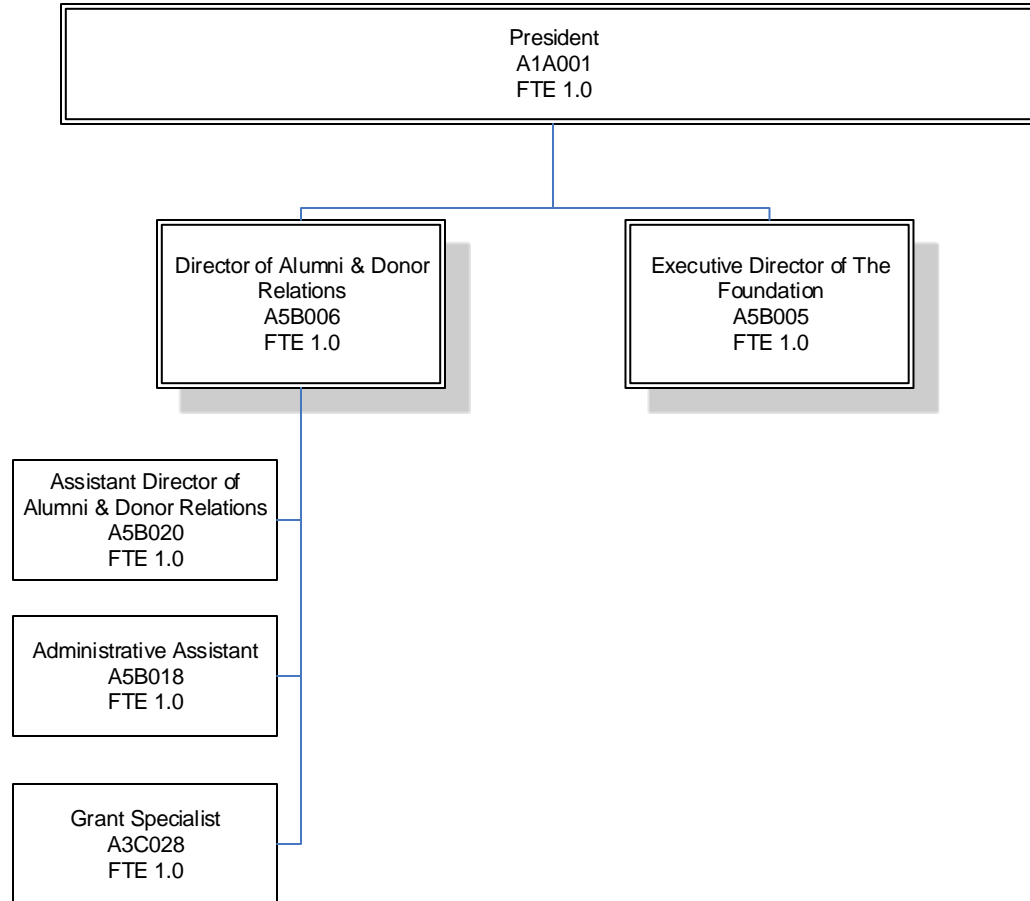 President
A1A001
FTE 1.0
Director of Alumni & Donor
Relations
A5B006
FTE 1.0
Executive Director of The
Foundation
A5B005
FTE 1.0
Assistant Director of
Alumni & Donor Relations
A5B020
FTE 1.0
Administrative Assistant
A5B018
FTE 1.0
Grant Specialist
A3C028
FTE 1.0